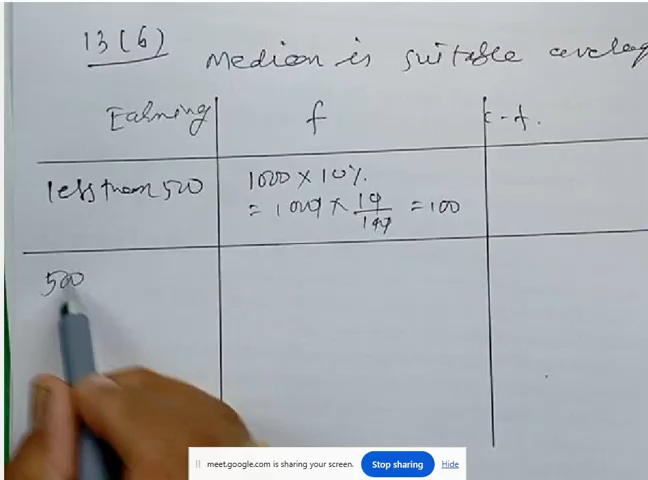 13(6) Median is suitable
Earning f c.f.
less than 500 1000 × 10%.
= 1000 × 10/100 = 100
500
meet.google.com is sharing your screen. Stop sharing Hide